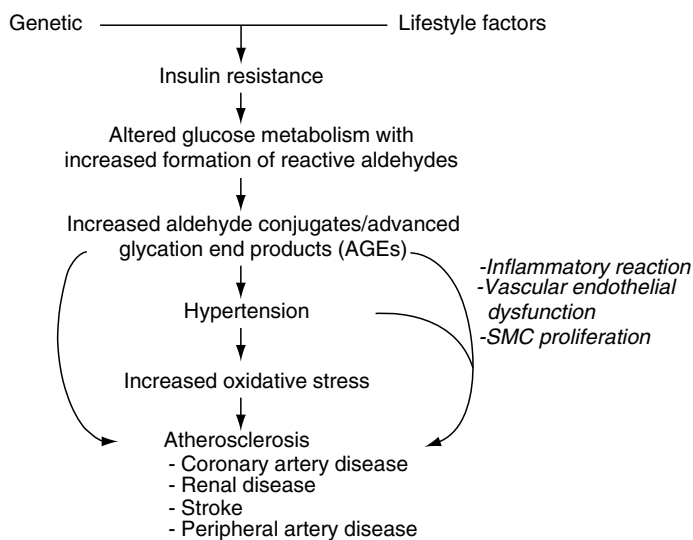 Genetic
Lifestyle factors
Insulin resistance
Altered glucose metabolism with
increased formation of reactive aldehydes
Increased aldehyde conjugates/advanced
glycation end products (AGEs)
-Inflammatory reaction
-Vascular endothelial
dysfunction
-SMC proliferation
Hypertension
Increased oxidative stress
Atherosclerosis
- Coronary artery disease
- Renal disease
- Stroke
- Peripheral artery disease